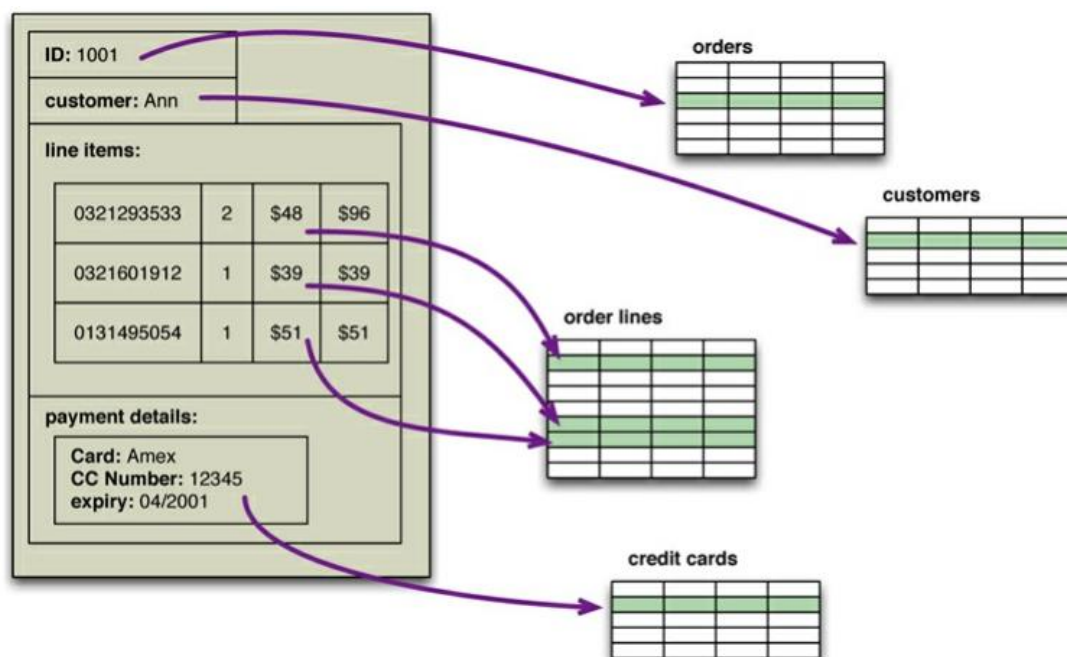 ID: 1001
customer: Ann
line items:
0321293533 2 $48 $96
0321601912 1 $39 $39
0131495054 1 $51 $51
payment details:
Card: Amex
CC Number: 12345
expiry: 04/2001
orders
customers
order lines
credit cards